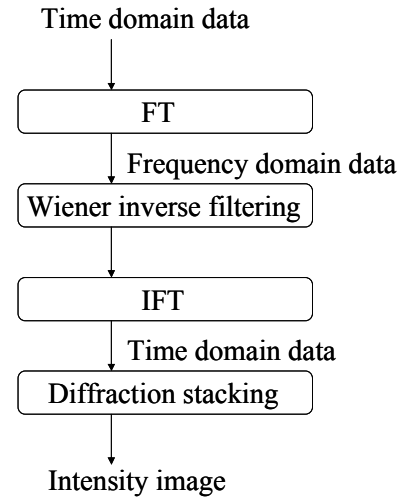 Time domain data
FT
Frequency domain data
Wiener inverse filtering
IFT
Time domain data
Diffraction stacking
Intensity image